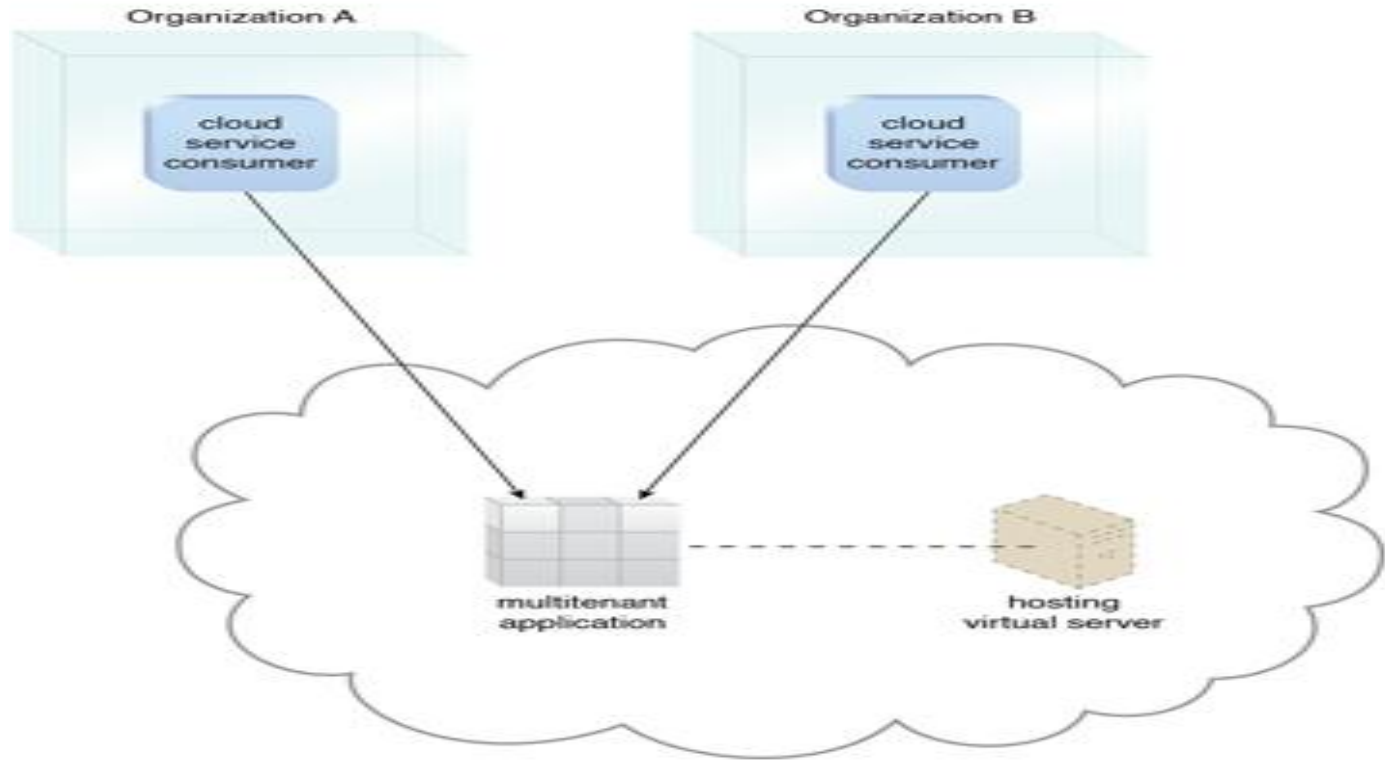 Organization A
Organization B
cloud
service
consumer
cloud
service
consumer
multitenant
application
hosting
virtual server